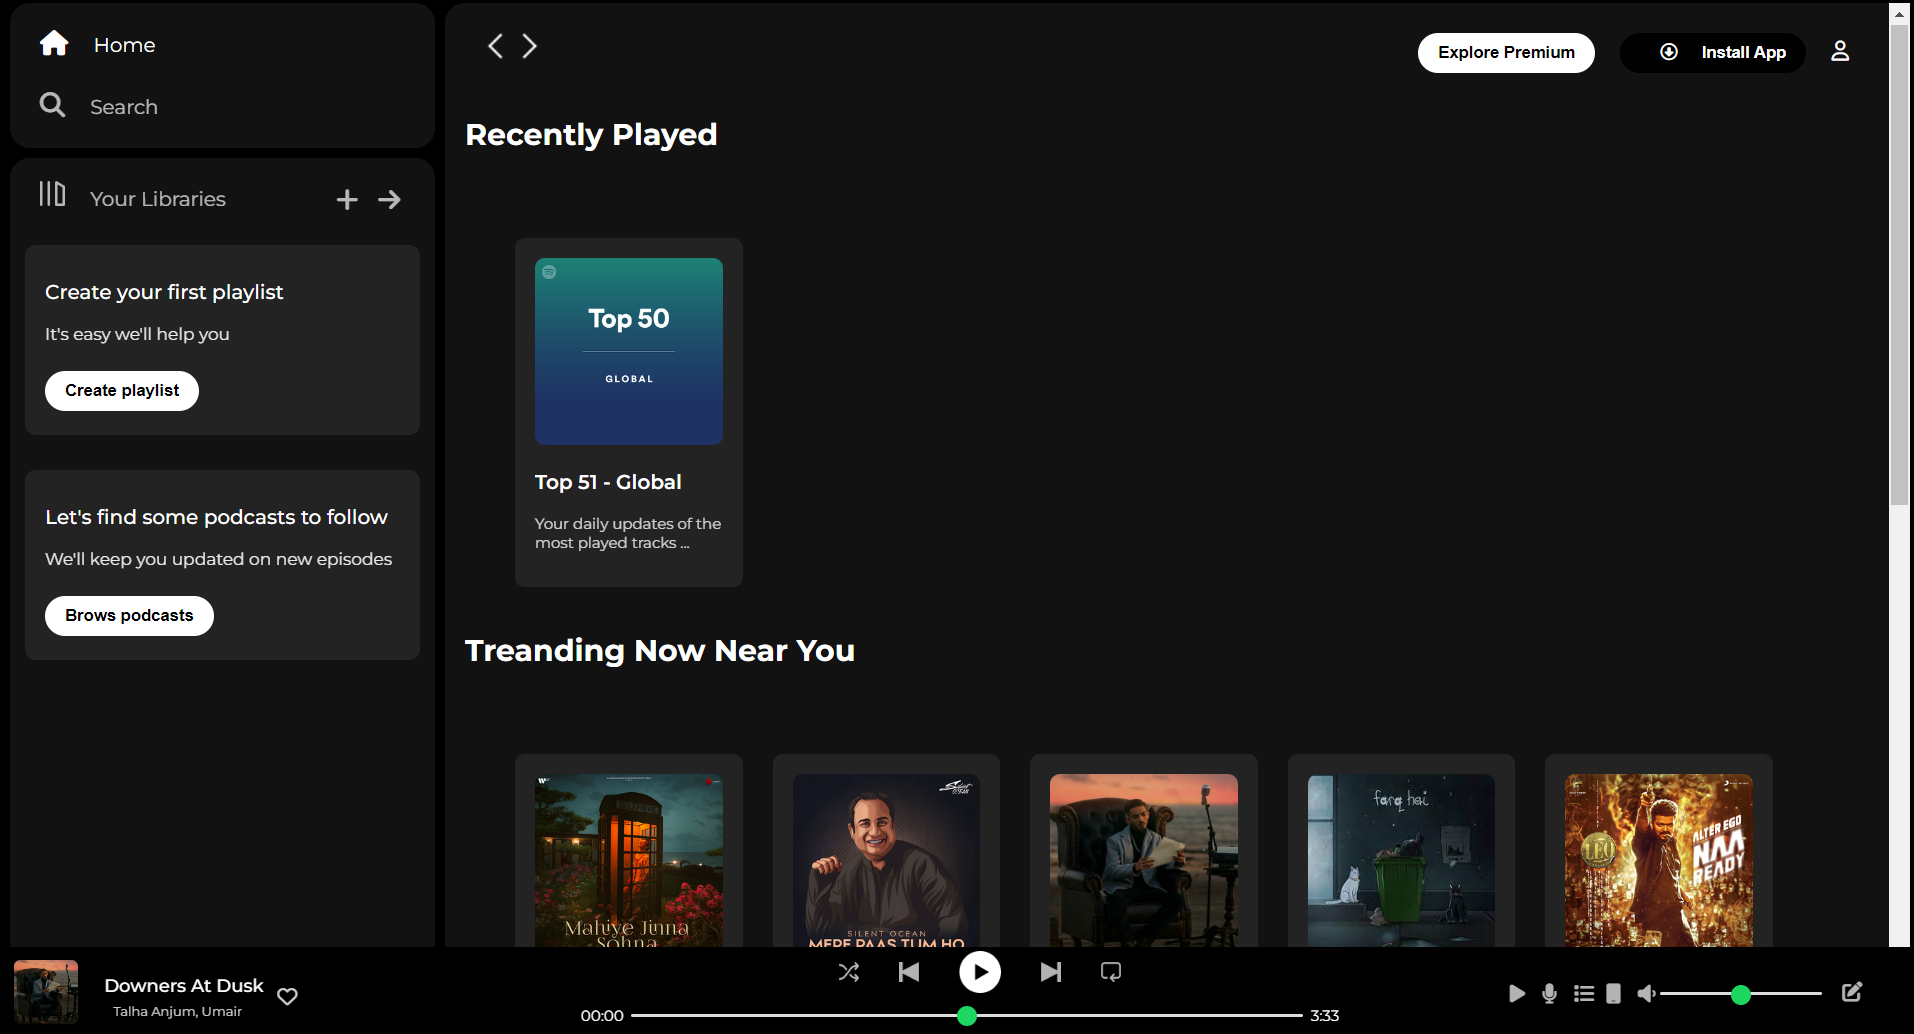 Home
Search
Your Libraries
Create your first playlist
It's easy we'll help you
Create playlist
Let's find some podcasts to follow
We'll keep you updated on new episodes
Brows podcasts
Explore Premium
Install App
Recently Played
Top 50
GLOBAL
Top 51 - Global
Your daily updates of the
most played tracks ...
Treanding Now Near You
Mahiye Jinna
Sohna
Silent
OCEAN
SILENT OCEAN
MERE PAAS TUM HO
farq hai
LEO
ALTER EGO
NAA
READY
Downers At Dusk
Talha Anjum, Umair
00:00
3:33